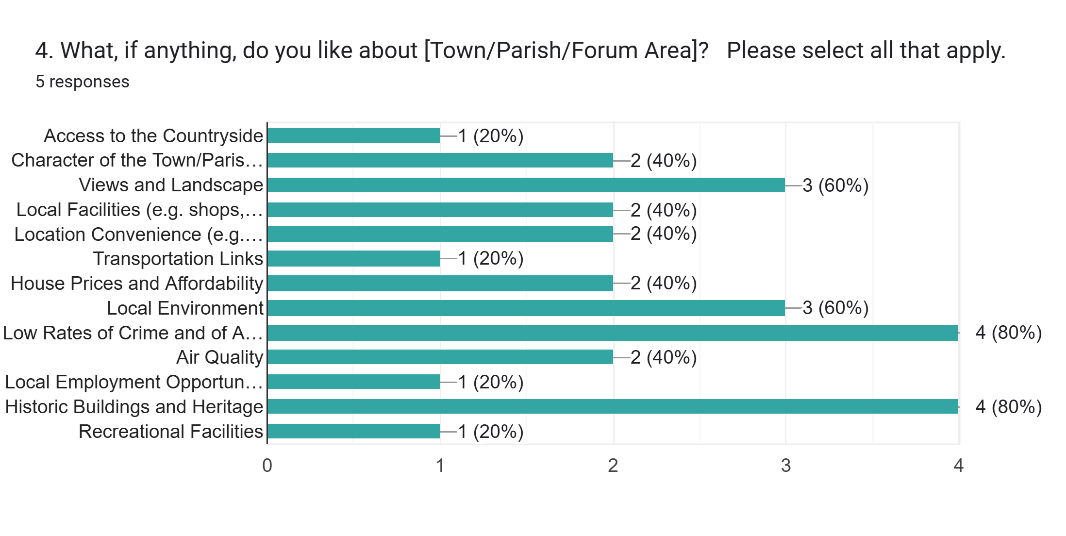 4. What, if anything, do you like about [Town/Parish/Forum Area]?   Please select all that apply.
5 responses
Access to the Countryside 1 (20%)
Character of the Town/Paris… 2 (40%)
Views and Landscape 3 (60%)
Local Facilities (e.g. shops,… 2 (40%)
Location Convenience (e.g.… 2 (40%)
Transportation Links 1 (20%)
House Prices and Affordability 2 (40%)
Local Environment 3 (60%)
Low Rates of Crime and of A… 4 (80%)
Air Quality 2 (40%)
Local Employment Opportun… 1 (20%)
Historic Buildings and Heritage 4 (80%)
Recreational Facilities 1 (20%)
0 1 2 3 4